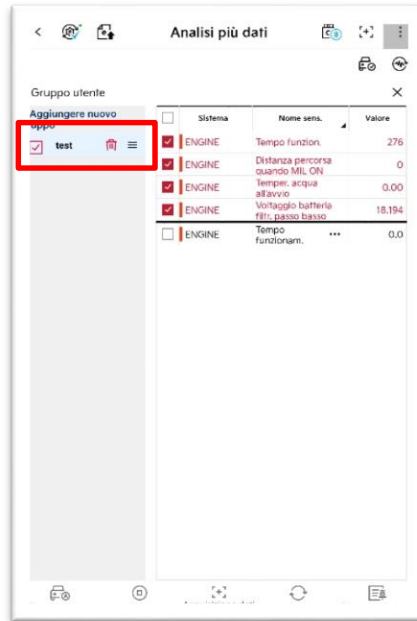 Analisi più dati
Gruppo utente
Aggiungere nuovo
Sistema Nome sens. Valore
test
ENGINE Tempo funzion. 276
ENGINE Distanza percorsa quando MIL ON 0
ENGINE Temper. acqua all'avvio 0.00
ENGINE Voltaggio batteria filtr. passo basso 18,194
ENGINE Tempo funzionam. ... 0,0